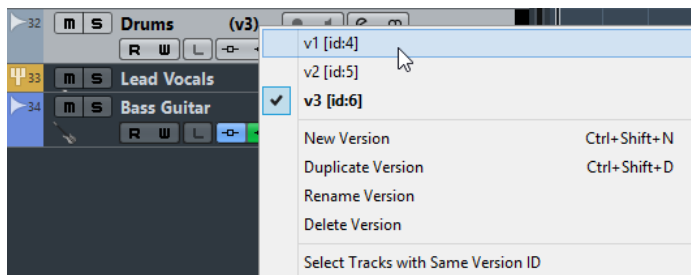 32 m S Drums (v3) e
R W L
v1 [id:4]
v2 [id:5]
v3 [id:6]
33 m S Lead Vocals
34 m S Bass Guitar
R W L
New Version Ctrl+Shift+N
Duplicate Version Ctrl+Shift+D
Rename Version
Delete Version
Select Tracks with Same Version ID